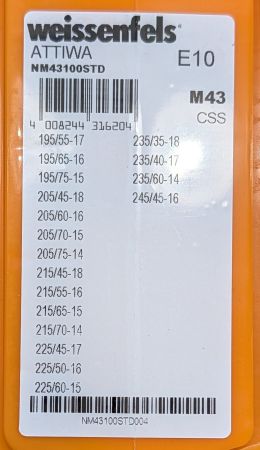 weissenfels®
ATTIWA
E10
NM43100STD
M43
CSS
4 008244 316204
195/55-17
195/65-16
195/75-15
205/45-18
205/60-16
205/70-15
205/75-14
215/45-18
215/55-16
215/65-15
215/70-14
225/45-17
225/50-16
225/60-15
235/35-18
235/40-17
235/60-14
245/45-16
NM43100STD004